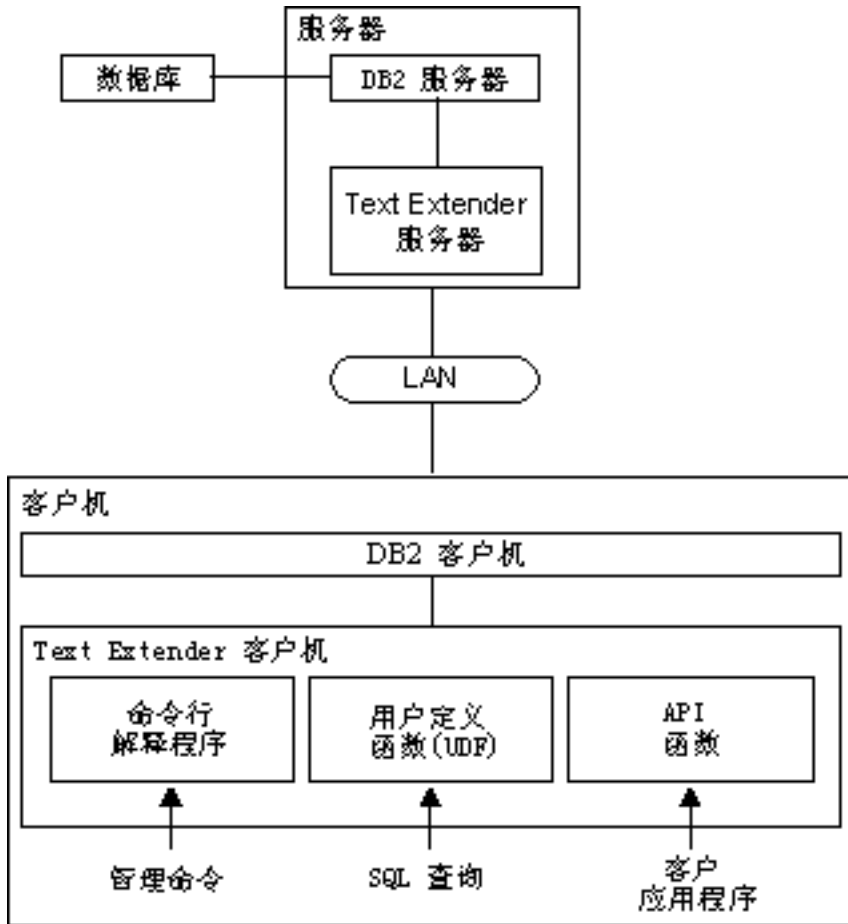 服务器
数据库
DB2 服务器
Text Extender
服务器
LAN
客户机
DB2 客户机
Text Extender 客户机
命令行
解释程序
用户定义
函数(UDF)
API
函数
管理命令
SQL 查询
客户
应用程序